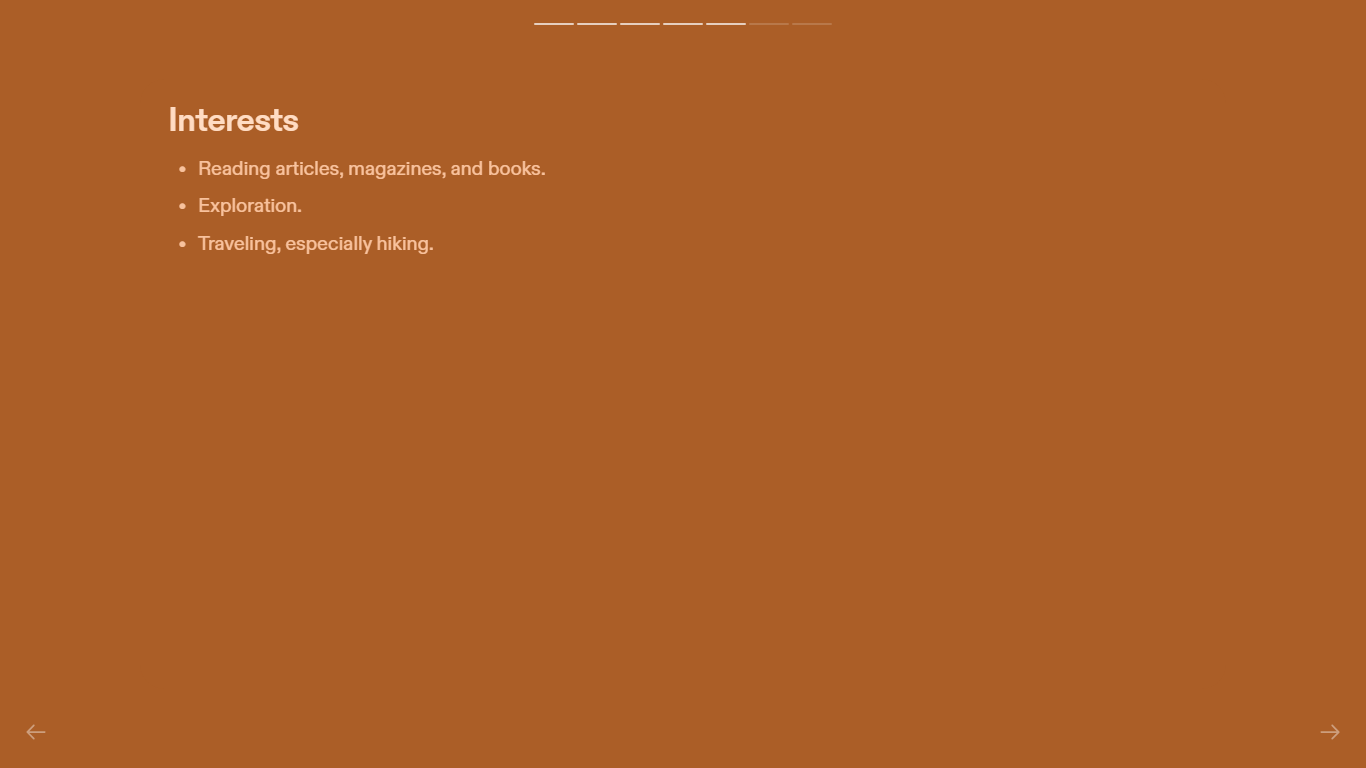 Interests
• Reading articles, magazines, and books.
• Exploration.
• Traveling, especially hiking.